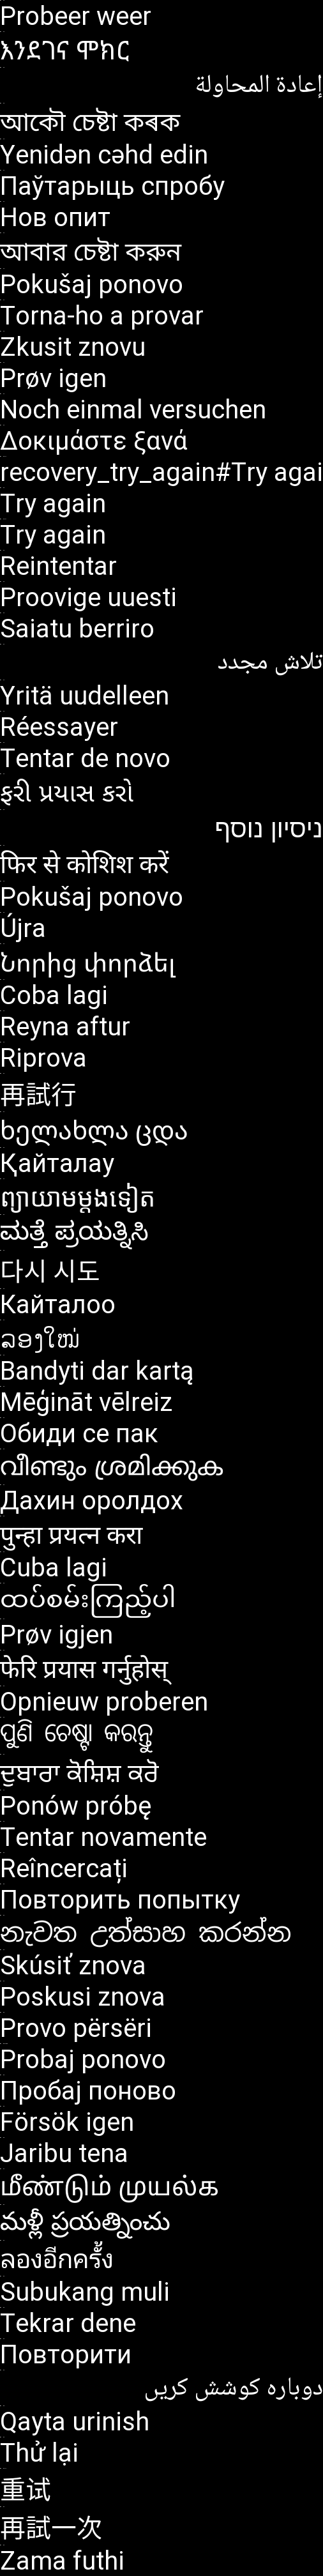 Probeer weer
እንደገና ሞክር
إعادة المحاولة
আকৌ চেষ্টা কৰক
Yenidən cəhd edin
Паўтарыць спробу
Нов опит
আবার চেষ্টা করুন
Pokušaj ponovo
Torna-ho a provar
Zkusit znovu
Prøv igen
Noch einmal versuchen
Δοκιμάστε ξανά
recovery_try_again#Try agai
Try again
Try again
Reintentar
Proovige uuesti
Saiatu berriro
تلاش مجدد
Yritä uudelleen
Réessayer
Tentar de novo
ફરી પ્રયાસ કરો
ניסיון נוסף
फिर से कोशिश करें
Pokušaj ponovo
Újra
Նորից փորձել
Coba lagi
Reyna aftur
Riprova
再試行
ხელახლა ცდა
Қайталау
ព្យាយាមម្ដងទៀត
ಮತ್ತೆ ಪ್ರಯತ್ನಿಸಿ
다시 시도
Кайталоо
ລອງໃໝ່
Bandyti dar kartą
Mēģināt vēlreiz
Обиди се пак
വീണ്ടും ശ്രമിക്കുക
Дахин оролдох
पुन्हा प्रयत्न करा
Cuba lagi
ထပ်စမ်းကြည့်ပါ
Prøv igjen
फेरि प्रयास गर्नुहोस्
Opnieuw proberen
ପୁଣି ଚେଷ୍ଟା କରନ୍ତୁ
ਦੁਬਾਰਾ ਕੋਸ਼ਿਸ਼ ਕਰੋ
Ponów próbę
Tentar novamente
Reîncercați
Повторить попытку
නැවත උත්සාහ කරන්න
Skúsiť znova
Poskusi znova
Provo përsëri
Probaj ponovo
Пробај поново
Försök igen
Jaribu tena
மீண்டும் முயல்க
మళ్లీ ప్రయత్నించు
ลองอีกครั้ง
Subukang muli
Tekrar dene
Повторити
دوبارہ کوشش کریں
Qayta urinish
Thử lại
重试
再試一次
Zama futhi